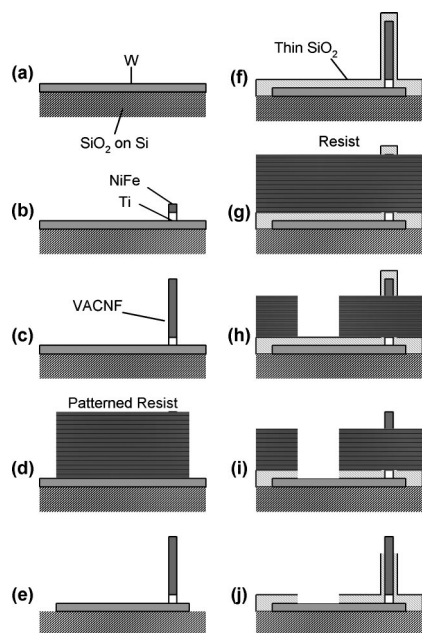 (a)
W
SiO₂ on Si
(b)
NiFe
Ti
(c)
VACNF
(d)
Patterned Resist
(e)
(f)
Thin SiO₂
(g)
Resist
(h)
(i)
(j)